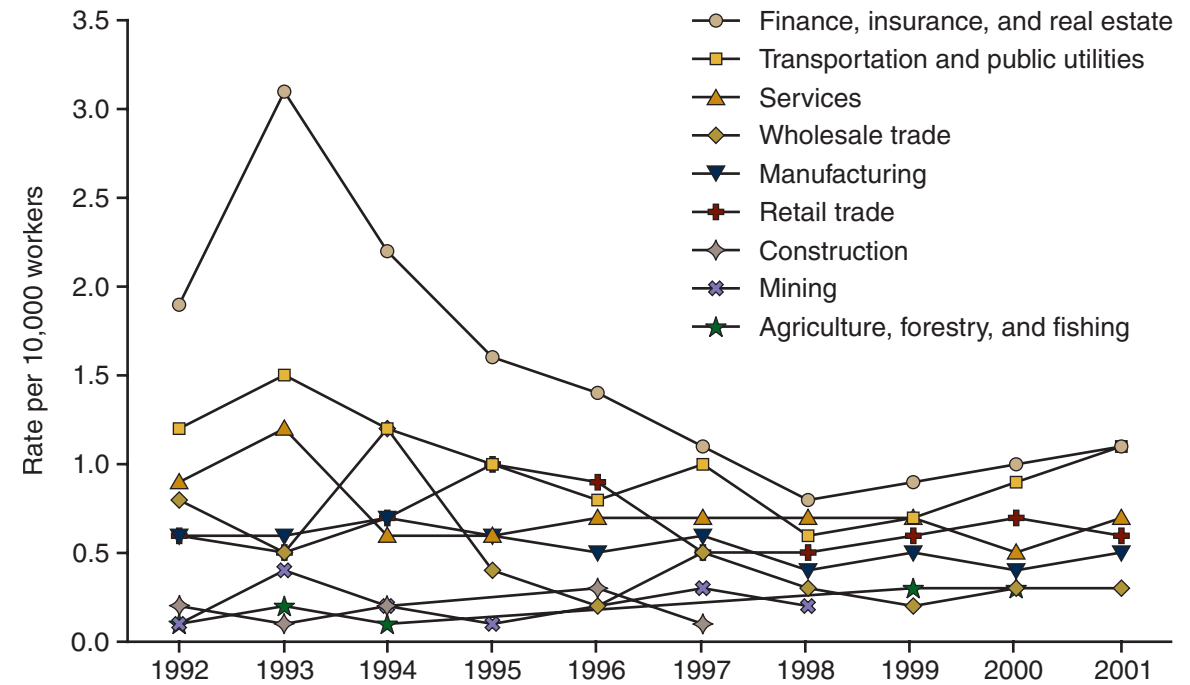 Rate per 10,000 workers
3.5
3.0
2.5
2.0
1.5
1.0
0.5
0.0
Finance, insurance, and real estate
Transportation and public utilities
Services
Wholesale trade
Manufacturing
Retail trade
Construction
Mining
Agriculture, forestry, and fishing
1992 1993 1994 1995 1996 1997 1998 1999 2000 2001